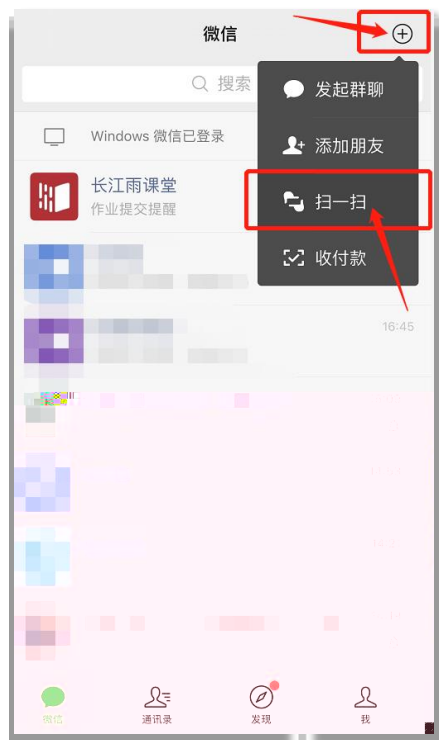 微信
搜索
发起群聊
添加朋友
扫一扫
收付款
Windows 微信已登录
长江雨课堂
作业提交提醒
16:45
微信
通讯录
发现
我